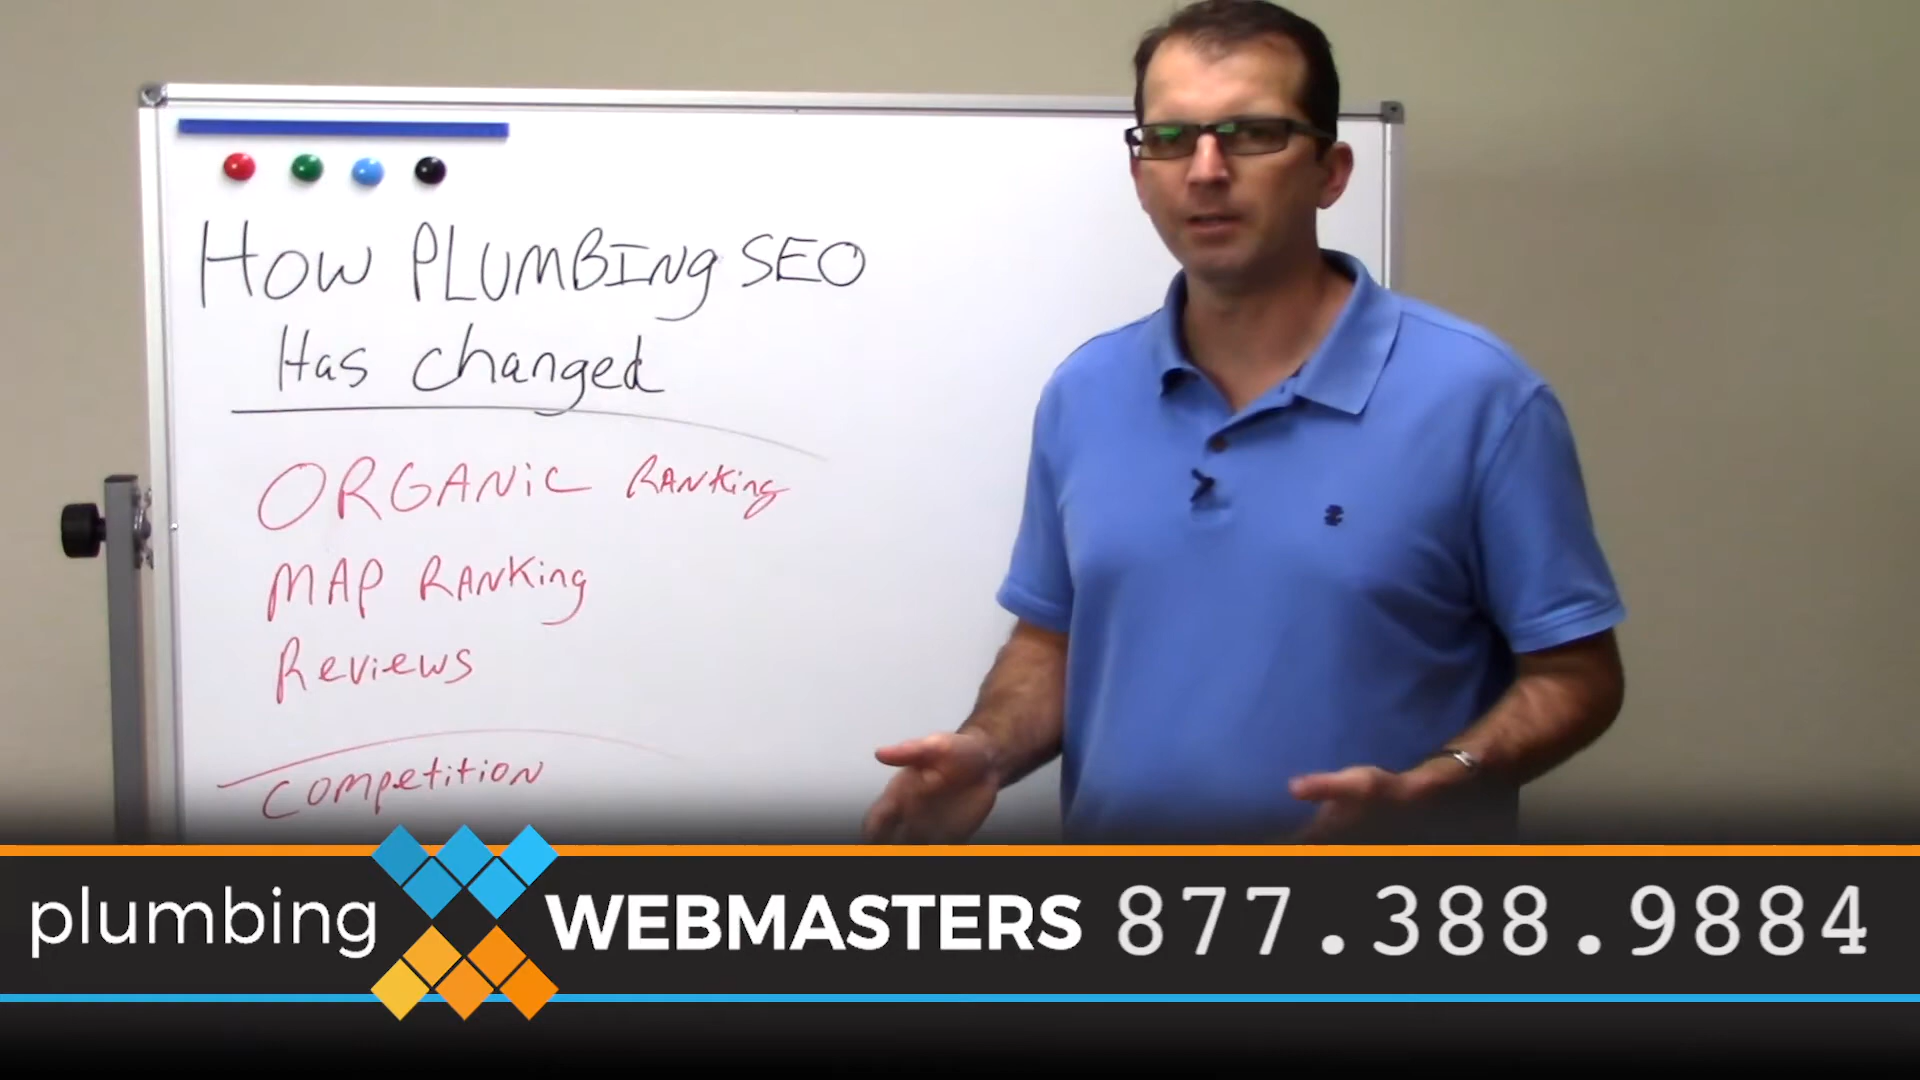 How PLUMBING SEO
Has changed
ORGANIC RANKing
MAP RANKing
Reviews
competition
plumbing WEBMASTERS 877.388.9884